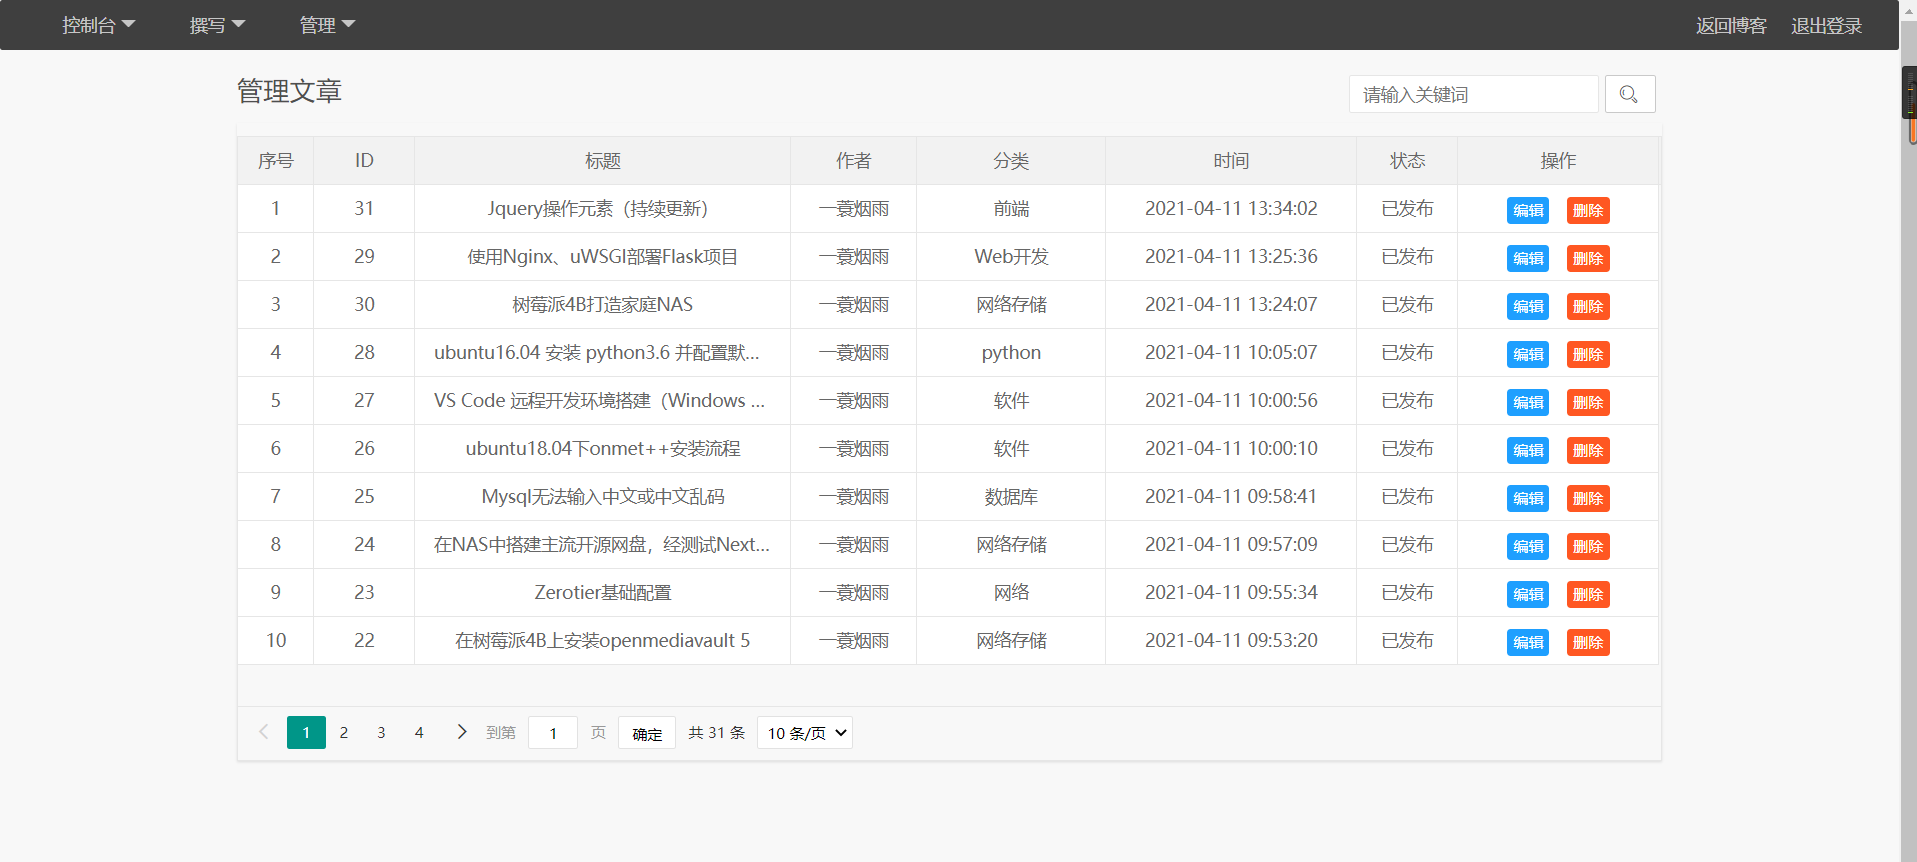 控制台 撰写 管理 返回博客 退出登录
管理文章 请输入关键词
序号 ID 标题 作者 分类 时间 状态 操作
1 31 Jquery操作元素（持续更新） 一蓑烟雨 前端 2021-04-11 13:34:02 已发布 编辑 删除
2 29 使用Nginx、uWSGI部署Flask项目 一蓑烟雨 Web开发 2021-04-11 13:25:36 已发布 编辑 删除
3 30 树莓派4B打造家庭NAS 一蓑烟雨 网络存储 2021-04-11 13:24:07 已发布 编辑 删除
4 28 ubuntu16.04 安装 python3.6 并配置默... 一蓑烟雨 python 2021-04-11 10:05:07 已发布 编辑 删除
5 27 VS Code 远程开发环境搭建（Windows ... 一蓑烟雨 软件 2021-04-11 10:00:56 已发布 编辑 删除
6 26 ubuntu18.04下onmet++安装流程 一蓑烟雨 软件 2021-04-11 10:00:10 已发布 编辑 删除
7 25 Mysql无法输入中文或中文乱码 一蓑烟雨 数据库 2021-04-11 09:58:41 已发布 编辑 删除
8 24 在NAS中搭建主流开源网盘，经测试Next... 一蓑烟雨 网络存储 2021-04-11 09:57:09 已发布 编辑 删除
9 23 Zerotier基础配置 一蓑烟雨 网络 2021-04-11 09:55:34 已发布 编辑 删除
10 22 在树莓派4B上安装openmediavault 5 一蓑烟雨 网络存储 2021-04-11 09:53:20 已发布 编辑 删除
1 2 3 4 到第 1 页 确定 共 31 条 10 条/页